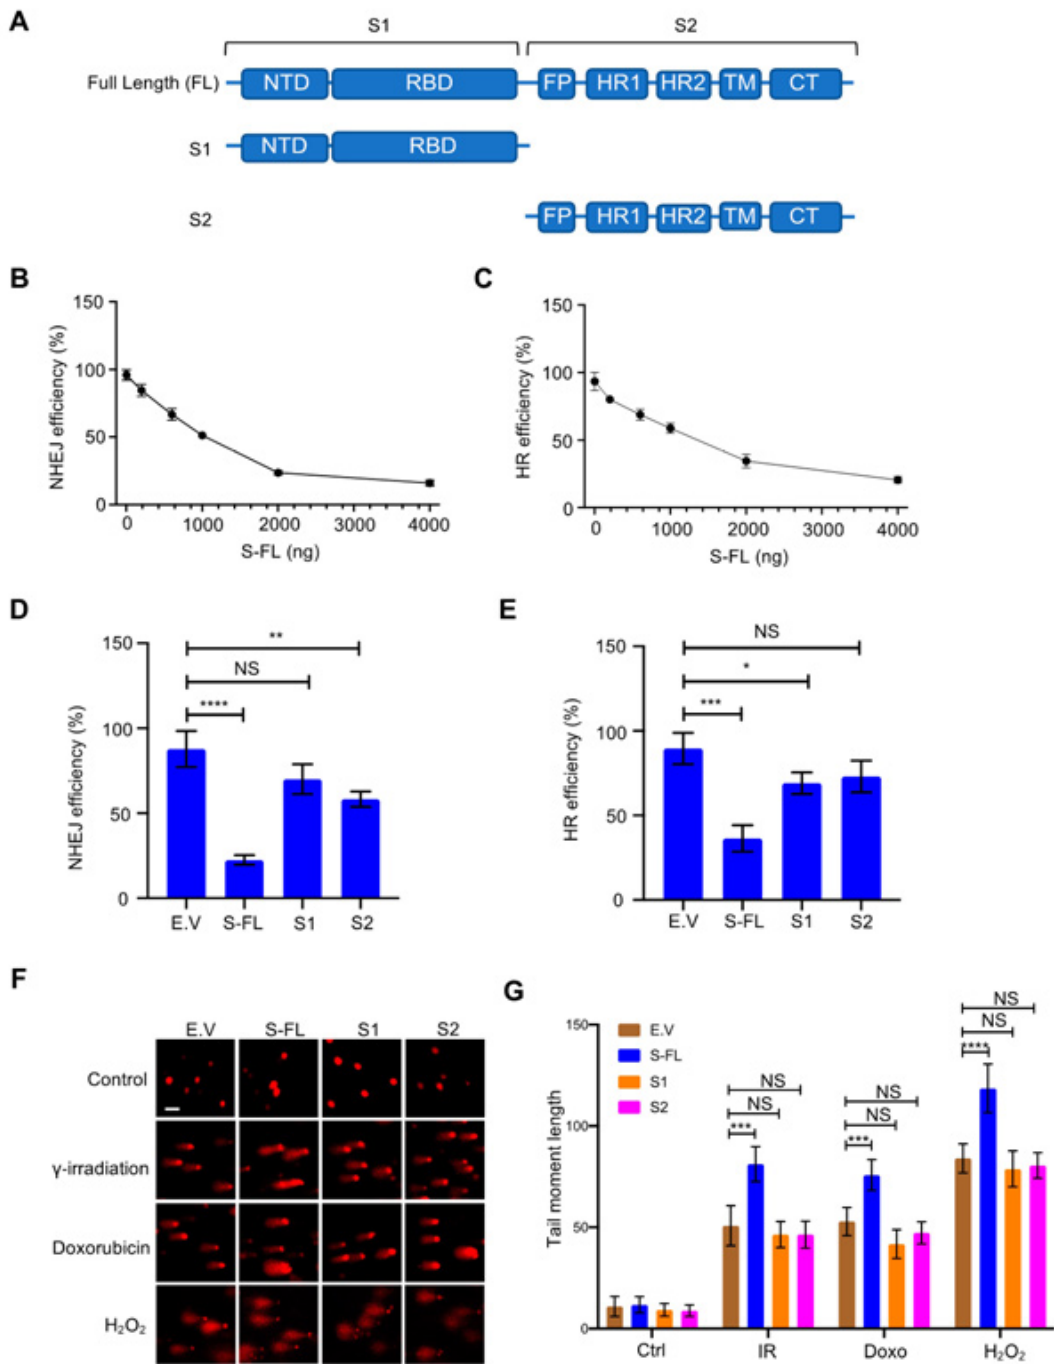 A
S1 S2
Full Length (FL) NTD RBD FP HR1 HR2 TM CT
S1 NTD RBD
S2 FP HR1 HR2 TM CT
B
150
100
50
0
NHEJ efficiency (%)
0 1000 2000 3000 4000
S-FL (ng)
C
150
100
50
0
HR efficiency (%)
0 1000 2000 3000 4000
S-FL (ng)
D
150
100
50
0
NHEJ efficiency (%)
**
NS
****
E.V S-FL S1 S2
E
150
100
50
0
HR efficiency (%)
NS
*
***
E.V S-FL S1 S2
F
E.V S-FL S1 S2
Control
γ-irradiation
Doxorubicin
H₂O₂
G
150
100
50
0
Tail moment length
E.V
S-FL
S1
S2
NS
NS
***
NS
NS
***
NS
NS
****
Ctrl IR Doxo H₂O₂